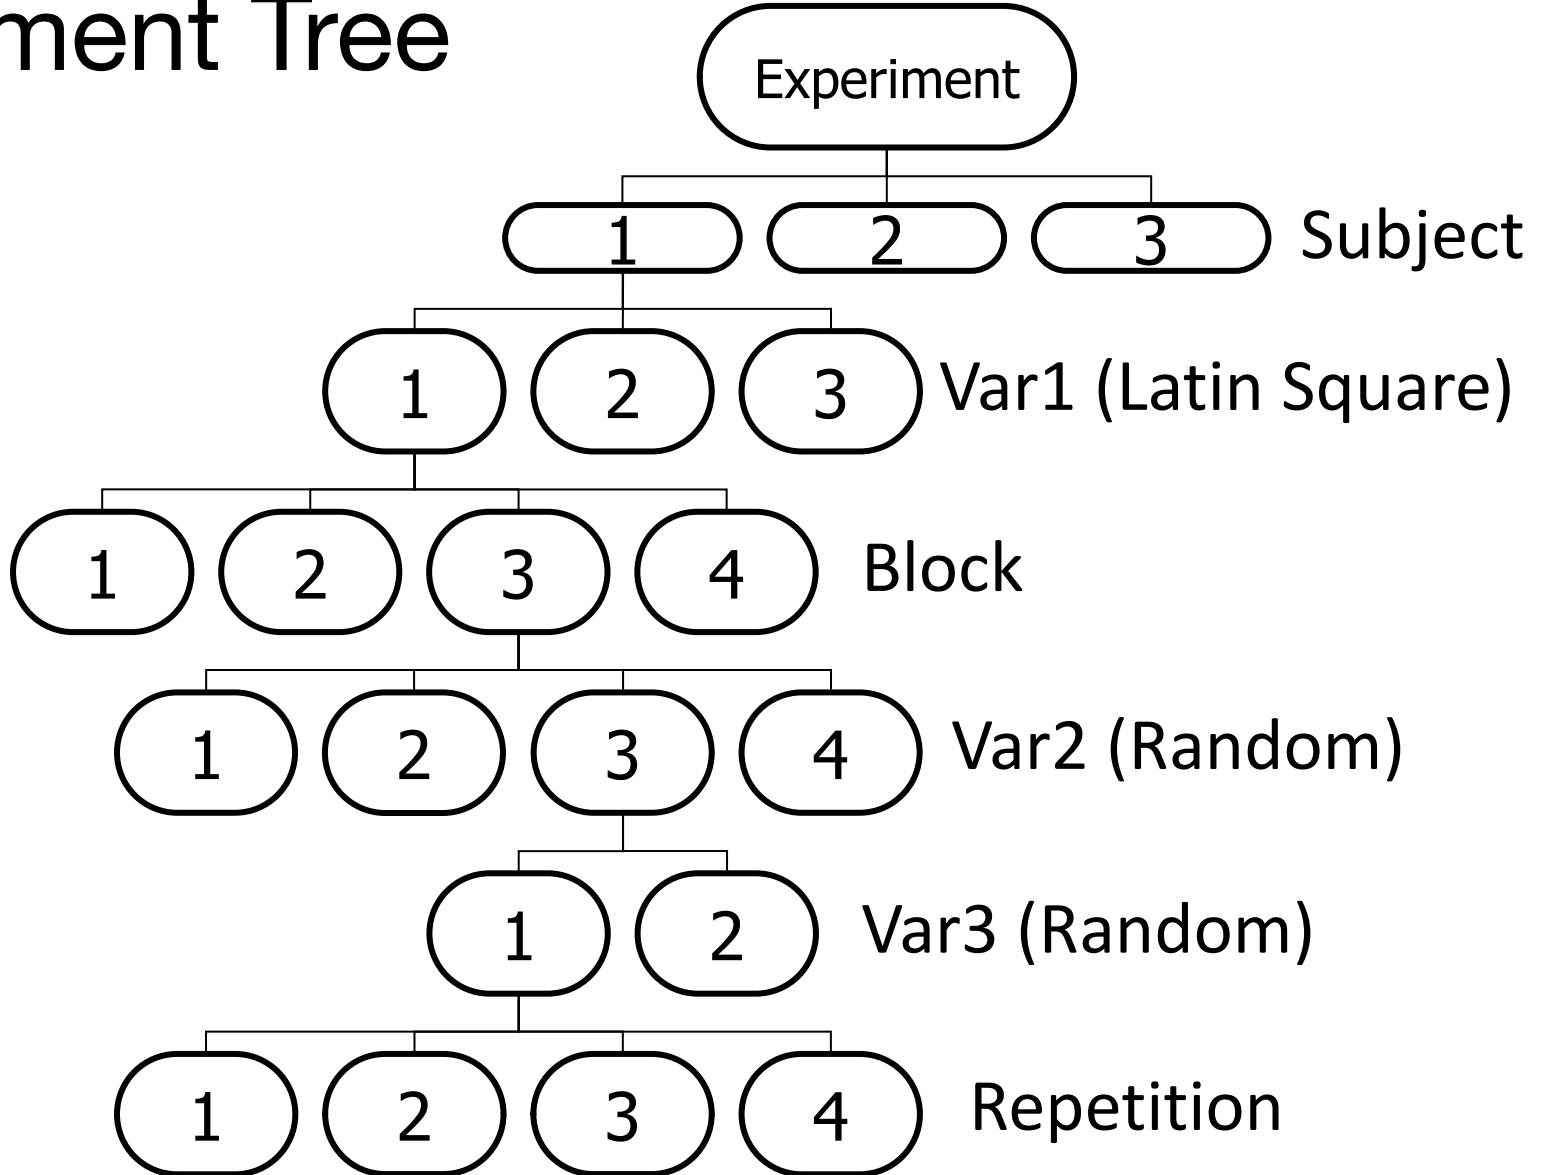 ment Tree
Experiment
1 2 3 Subject
1 2 3 Var1 (Latin Square)
1 2 3 4 Block
1 2 3 4 Var2 (Random)
1 2 Var3 (Random)
1 2 3 4 Repetition